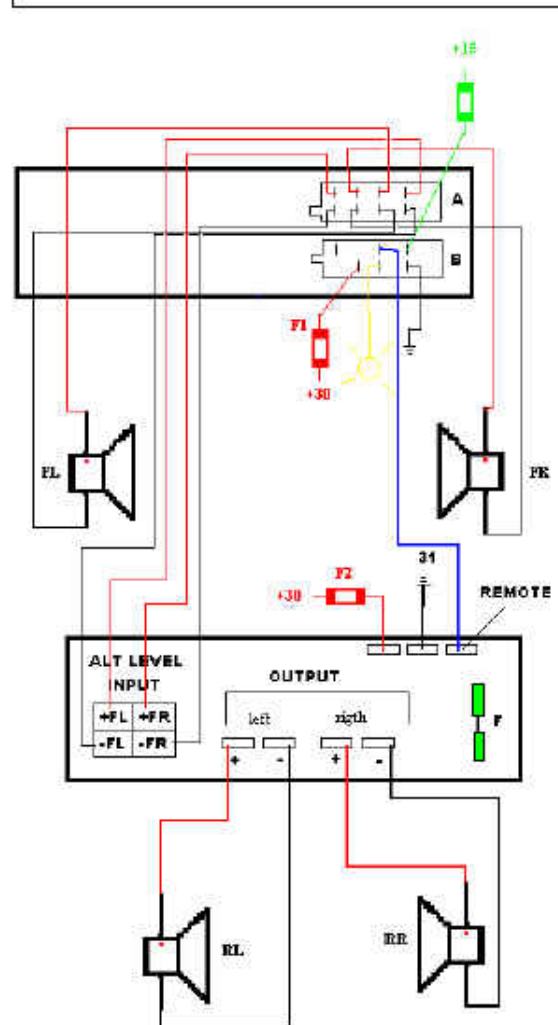 +15
A
B
F1
+30
FL
FR
31
F2
+30
REMOTE
ALT LEVEL
INPUT
OUTPUT
+FL +FR
-FL -FR
left rigth
F
+ - + -
RL
RR